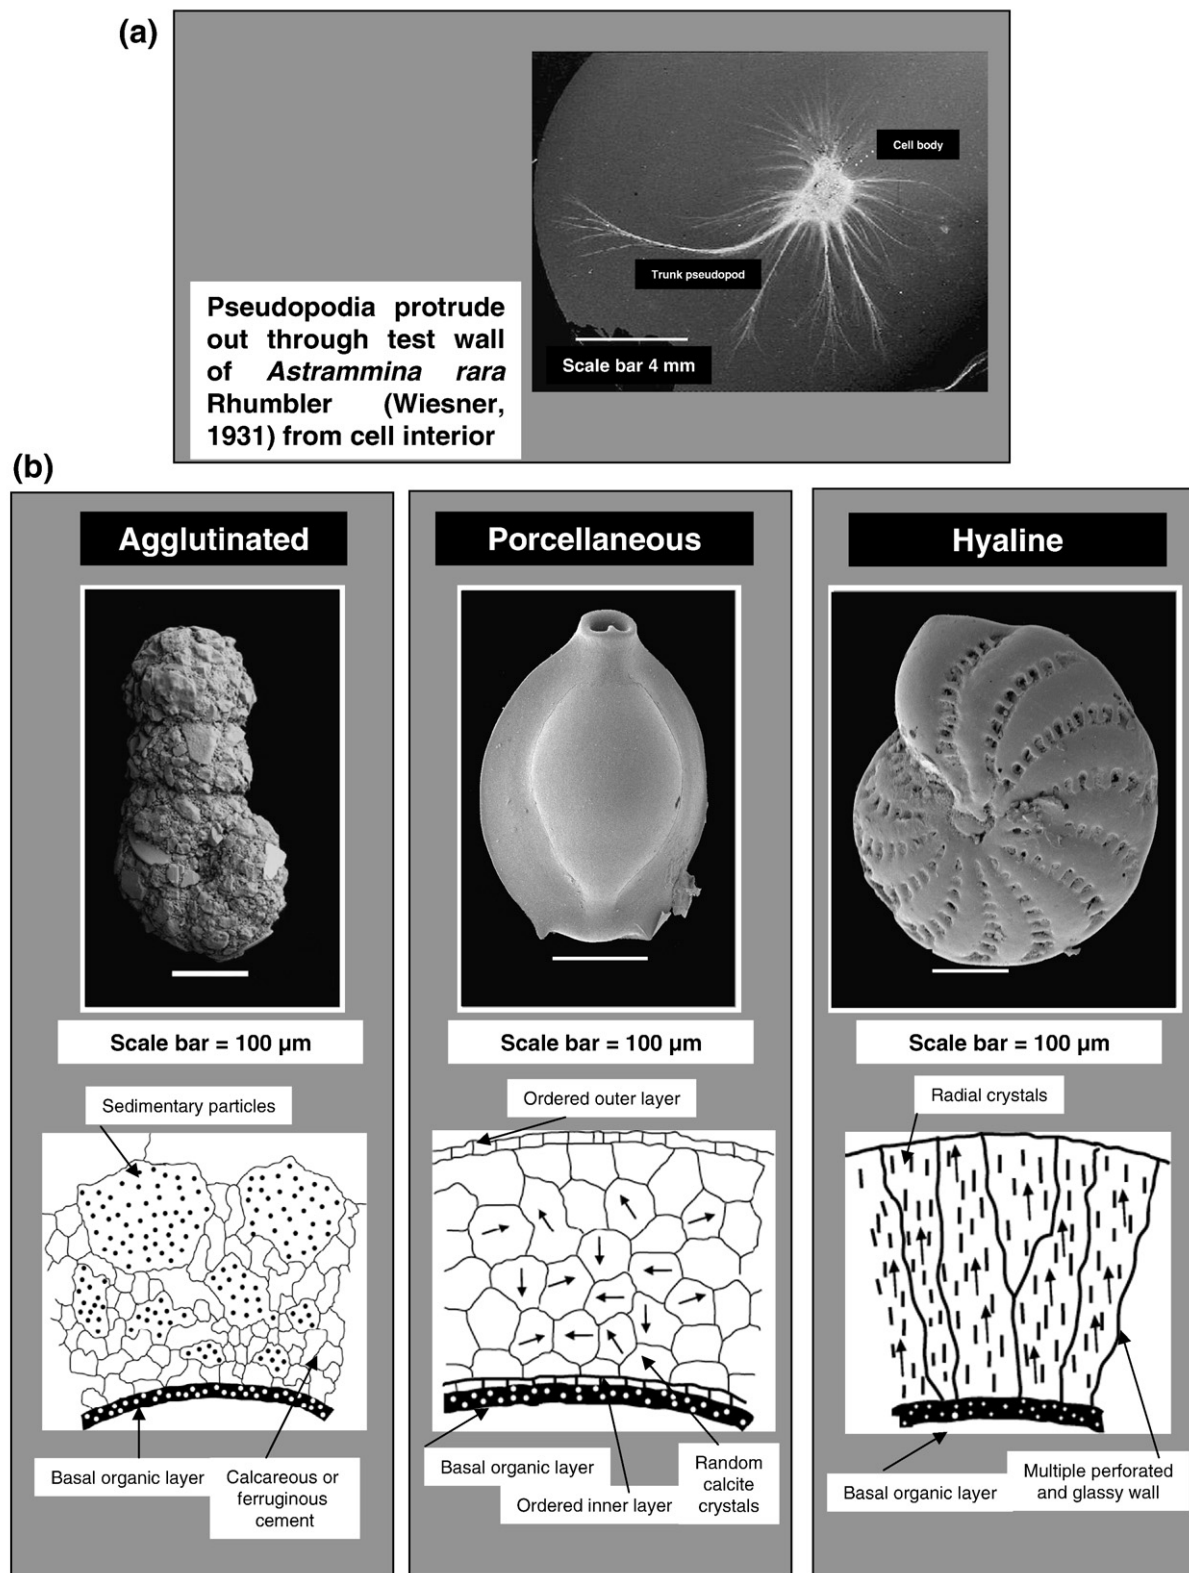 (a)
Cell body
Trunk pseudopod
Scale bar 4 mm
Pseudopodia protrude
out through test wall
of Astrammina rara
Rhumbler (Wiesner,
1931) from cell interior
(b)
Agglutinated
Scale bar = 100 µm
Sedimentary particles
Basal organic layer
Calcareous or
ferruginous
cement
Porcellaneous
Scale bar = 100 µm
Ordered outer layer
Basal organic layer
Ordered inner layer
Random
calcite
crystals
Hyaline
Scale bar = 100 µm
Radial crystals
Basal organic layer
Multiple perforated
and glassy wall